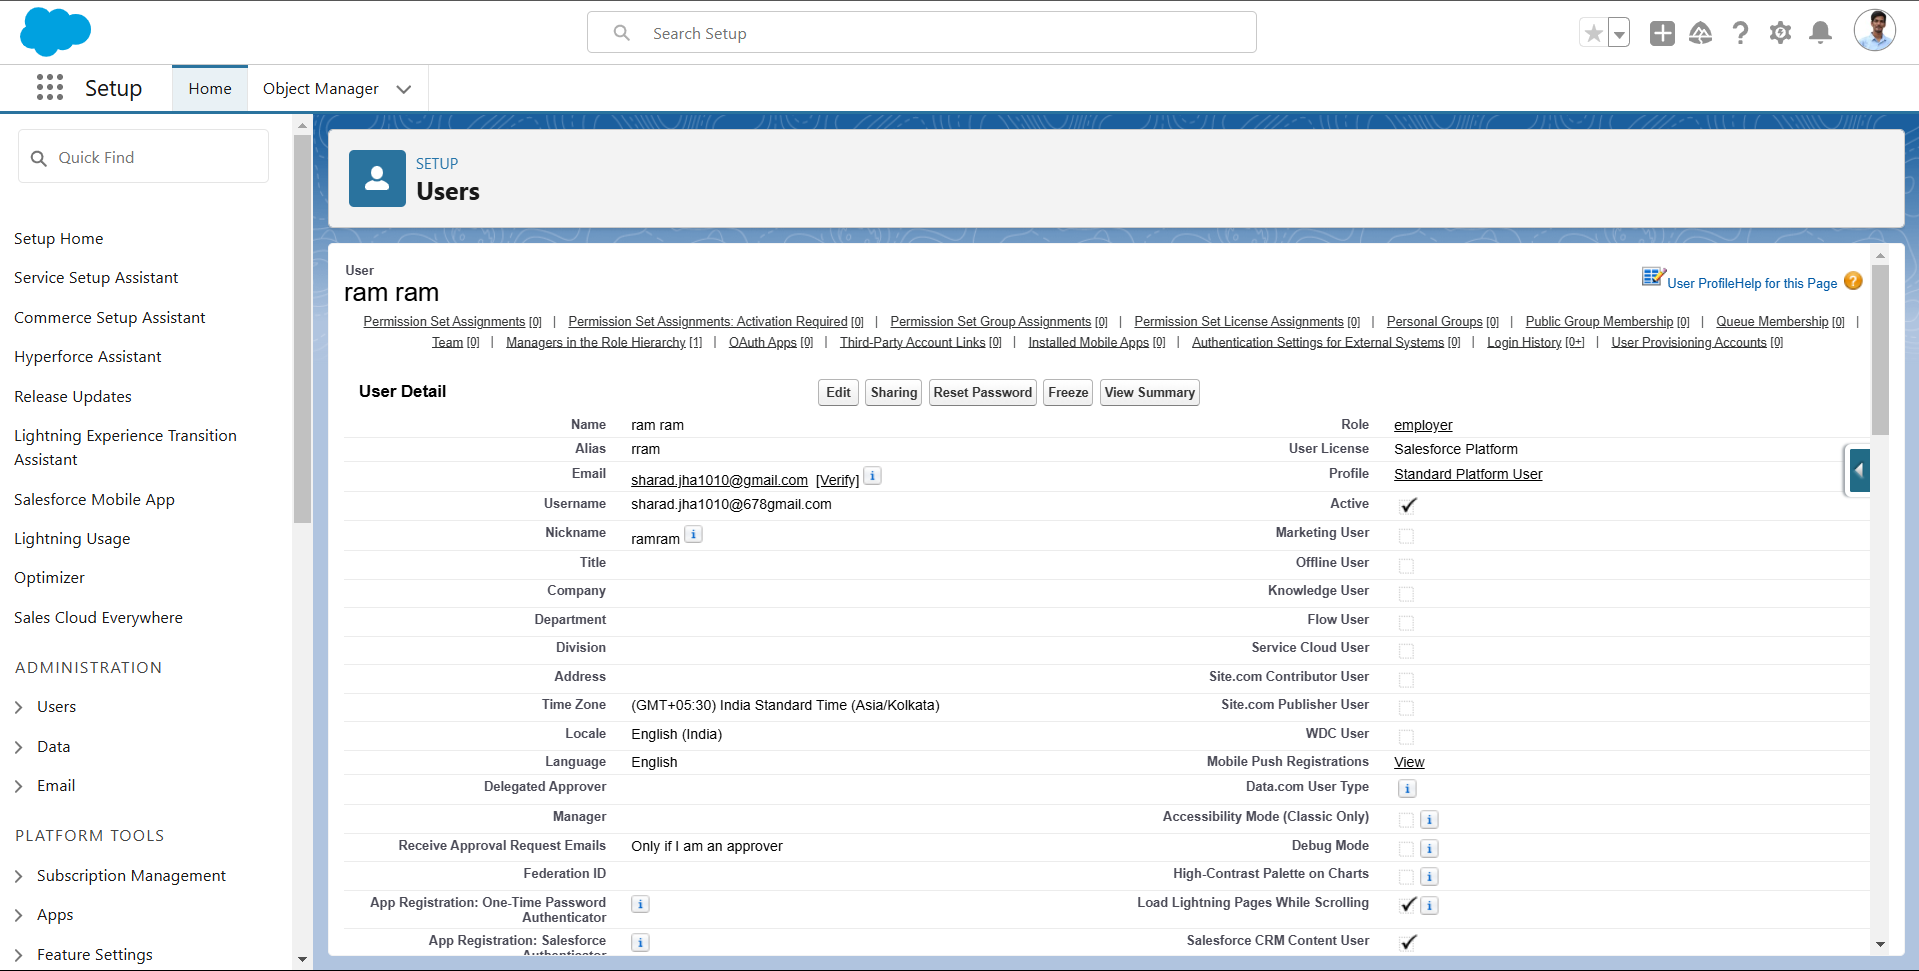 Search Setup
Setup
Home
Object Manager
Quick Find
Setup Home
Service Setup Assistant
Commerce Setup Assistant
Hyperforce Assistant
Release Updates
Lightning Experience Transition
Assistant
Salesforce Mobile App
Lightning Usage
Optimizer
Sales Cloud Everywhere
ADMINISTRATION
Users
Data
Email
PLATFORM TOOLS
Subscription Management
Apps
Feature Settings
SETUP
Users
User
ram ram
User ProfileHelp for this Page ?
Permission Set Assignments [0] | Permission Set Assignments: Activation Required [0] | Permission Set Group Assignments [0] | Permission Set License Assignments [0] | Personal Groups [0] | Public Group Membership [0] | Queue Membership [0] |
Team [0] | Managers in the Role Hierarchy [1] | OAuth Apps [0] | Third-Party Account Links [0] | Installed Mobile Apps [0] | Authentication Settings for External Systems [0] | Login History [0+] | User Provisioning Accounts [0]
User Detail
Edit Sharing Reset Password Freeze View Summary
Name ram ram Role employer
Alias rram User License Salesforce Platform
Email sharad.jha1010@gmail.com [Verify] i Profile Standard Platform User
Username sharad.jha1010@678gmail.com Active
Nickname ramram i Marketing User
Title Offline User
Company Knowledge User
Department Flow User
Division Service Cloud User
Address Site.com Contributor User
Time Zone (GMT+05:30) India Standard Time (Asia/Kolkata) Site.com Publisher User
Locale English (India) WDC User
Language English Mobile Push Registrations View
Delegated Approver Data.com User Type i
Manager Accessibility Mode (Classic Only) i
Receive Approval Request Emails Only if I am an approver Debug Mode i
Federation ID High-Contrast Palette on Charts i
App Registration: One-Time Password i Load Lightning Pages While Scrolling i
Authenticator
App Registration: Salesforce i Salesforce CRM Content User
Authenticator